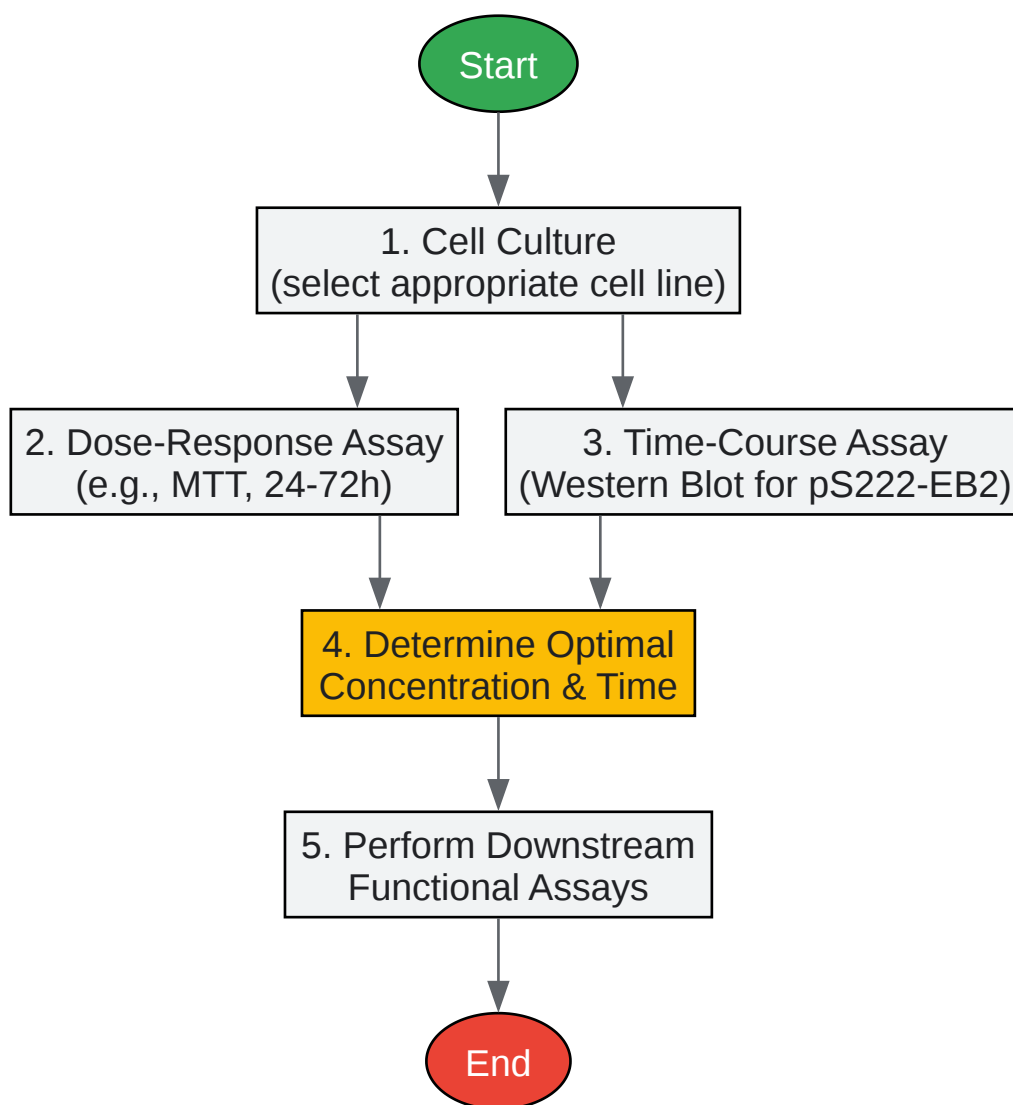 Start
1. Cell Culture
(select appropriate cell line)
2. Dose-Response Assay
(e.g., MTT, 24-72h)
3. Time-Course Assay
(Western Blot for pS222-EB2)
4. Determine Optimal
Concentration & Time
5. Perform Downstream
Functional Assays
End